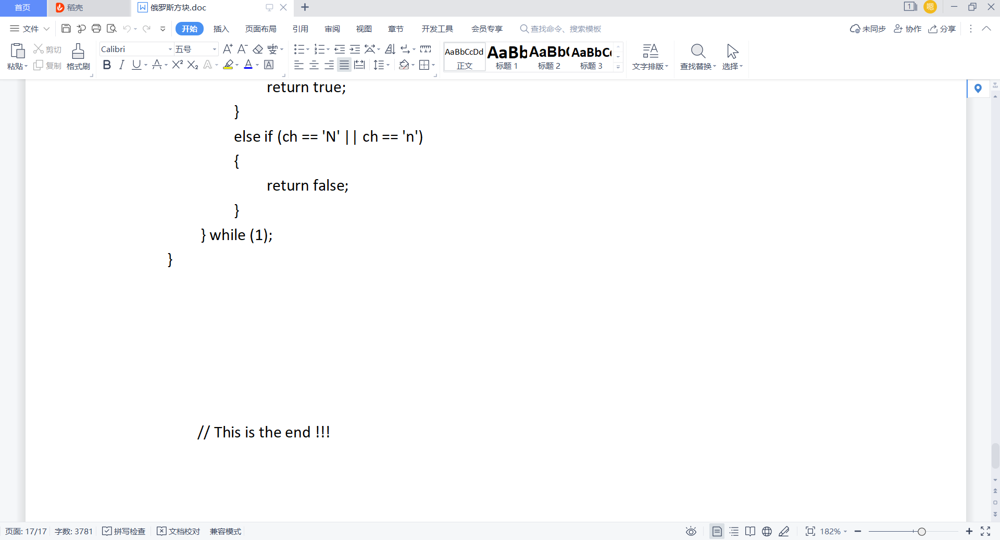 首页
稻壳
俄罗斯方块.doc
1
嗯
文件
开始
插入
页面布局
引用
审阅
视图
章节
开发工具
会员专享
查找命令、搜索模板
未同步
协作
分享
粘贴
剪切
复制
格式刷
Calibri
五号
A+ A- wén 变
B I U A X² X₂ A A A
AaBbCcDd
正文
AaBb
标题 1
AaBb(
标题 2
AaBbC
标题 3
文字排版
查找替换
选择
return true;
}
else if (ch == 'N' || ch == 'n')
{
return false;
}
} while (1);
}
// This is the end !!!
页面: 17/17
字数: 3781
拼写检查
文档校对
兼容模式
182%